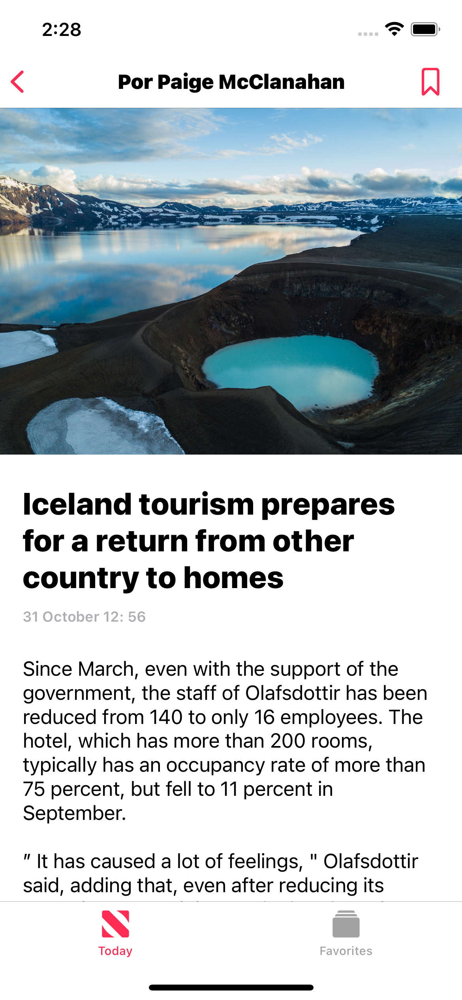 2:28
Por Paige McClanahan
Iceland tourism prepares
for a return from other
country to homes
31 October 12: 56
Since March, even with the support of the
government, the staff of Olafsdottir has been
reduced from 140 to only 16 employees. The
hotel, which has more than 200 rooms,
typically has an occupancy rate of more than
75 percent, but fell to 11 percent in
September.
" It has caused a lot of feelings, " Olafsdottir
said, adding that, even after reducing its
Today
Favorites